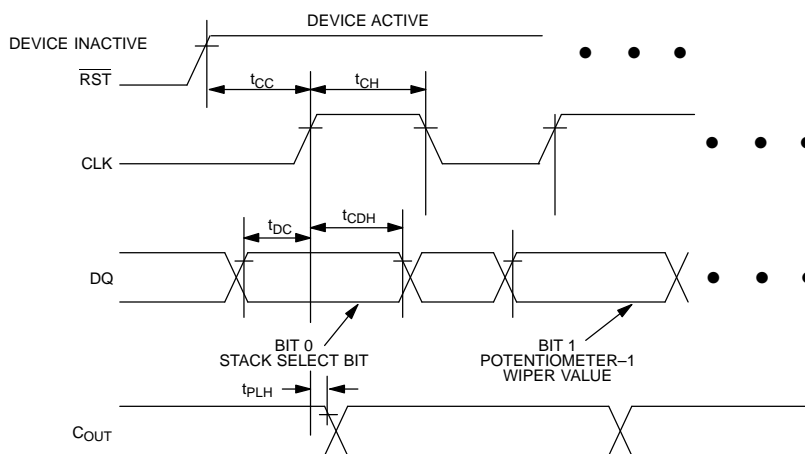 DEVICE ACTIVE
DEVICE INACTIVE
RST
tCC
tCH
CLK
tDC
tCDH
DQ
BIT 0
STACK SELECT BIT
BIT 1
POTENTIOMETER–1
WIPER VALUE
tPLH
COUT